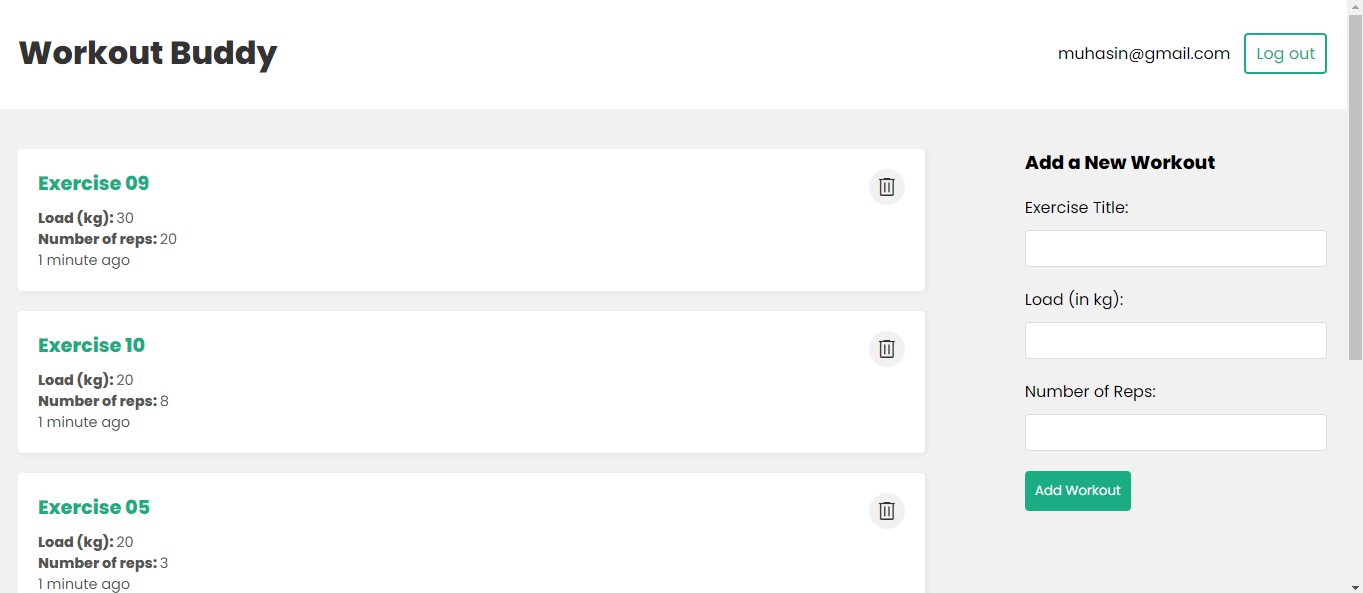 Workout Buddy
muhasin@gmail.com
Log out
Exercise 09
Load (kg): 30
Number of reps: 20
1 minute ago
Exercise 10
Load (kg): 20
Number of reps: 8
1 minute ago
Exercise 05
Load (kg): 20
Number of reps: 3
1 minute ago
Add a New Workout
Exercise Title:
Load (in kg):
Number of Reps:
Add Workout